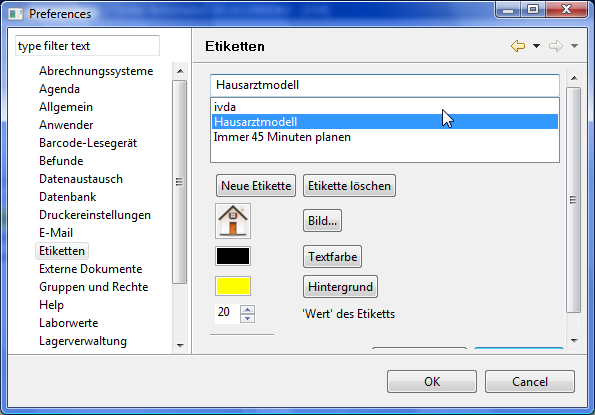 Preferences
type filter text
Abrechnungssysteme
Agenda
Allgemein
Anwender
Barcode-Lesegerät
Befunde
Datenaustausch
Datenbank
Druckereinstellungen
E-Mail
Etiketten
Externe Dokumente
Gruppen und Rechte
Help
Laborwerte
Lagerverwaltung
Etiketten
Hausarztmodell
ivda
Hausarztmodell
Immer 45 Minuten planen
Neue Etikette Etikette löschen
Bild...
Textfarbe
Hintergrund
20 'Wert' des Etiketts
OK Cancel